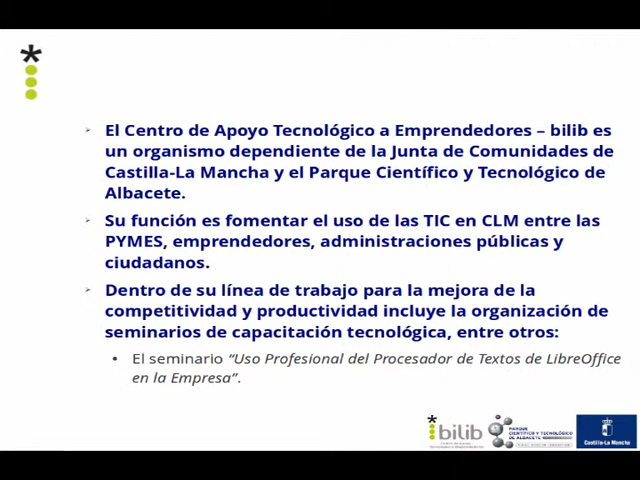 El Centro de Apoyo Tecnológico a Emprendedores – bilib es
un organismo dependiente de la Junta de Comunidades de
Castilla-La Mancha y el Parque Científico y Tecnológico de
Albacete.
Su función es fomentar el uso de las TIC en CLM entre las
PYMES, emprendedores, administraciones públicas y
ciudadanos.
Dentro de su línea de trabajo para la mejora de la
competitividad y productividad incluye la organización de
seminarios de capacitación tecnológica, entre otros:
El seminario “Uso Profesional del Procesador de Textos de LibreOffice
en la Empresa”.
bilib
PARQUE
CIENTÍFICO Y TECNOLÓGICO
DE ALBACETE
Castilla-La Mancha